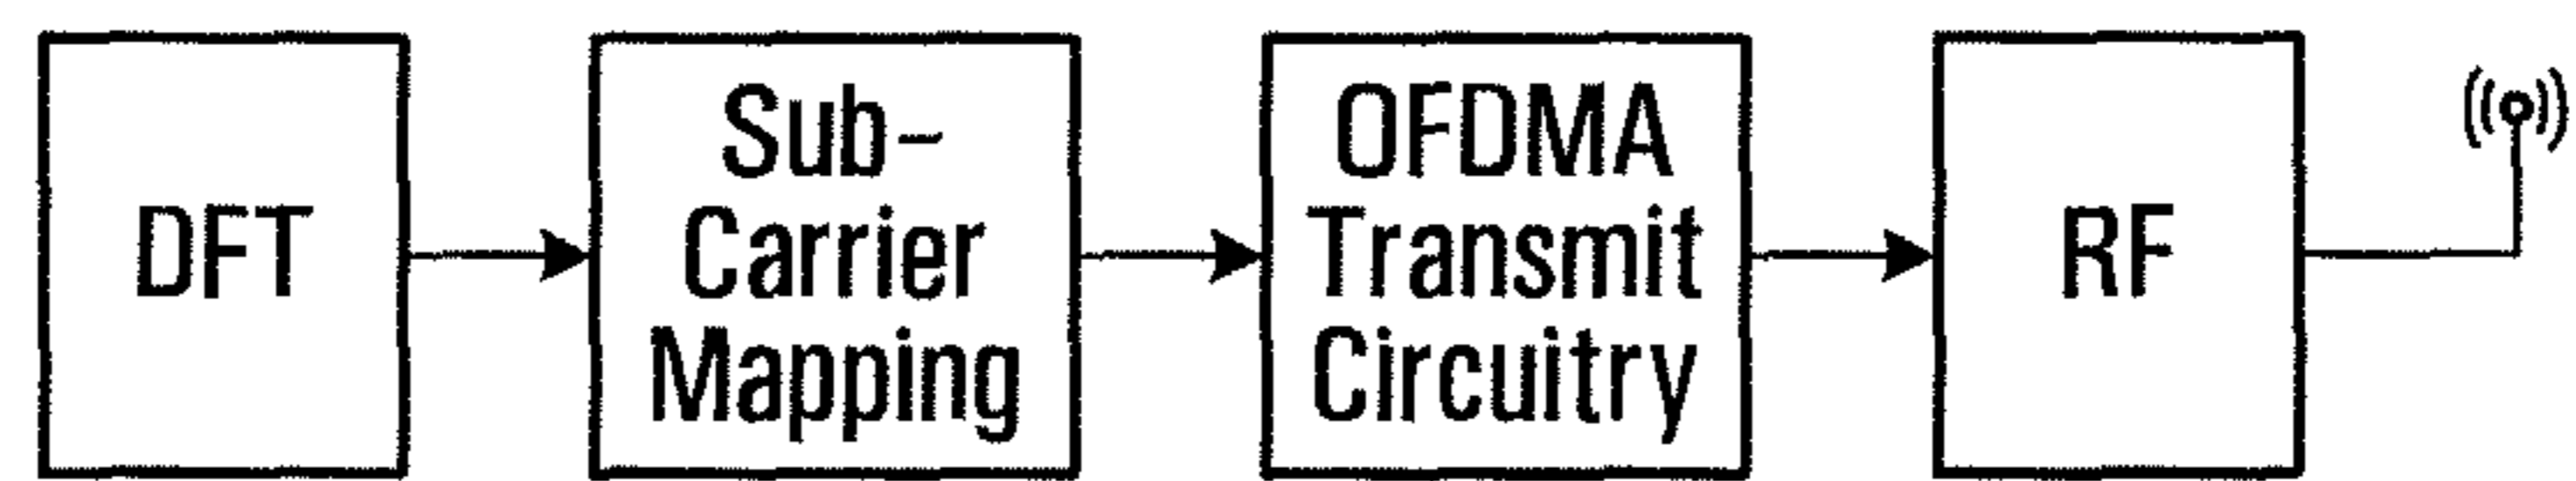 DFT
Sub-
Carrier
Mapping
OFDMA
Transmit
Circuitry
RF